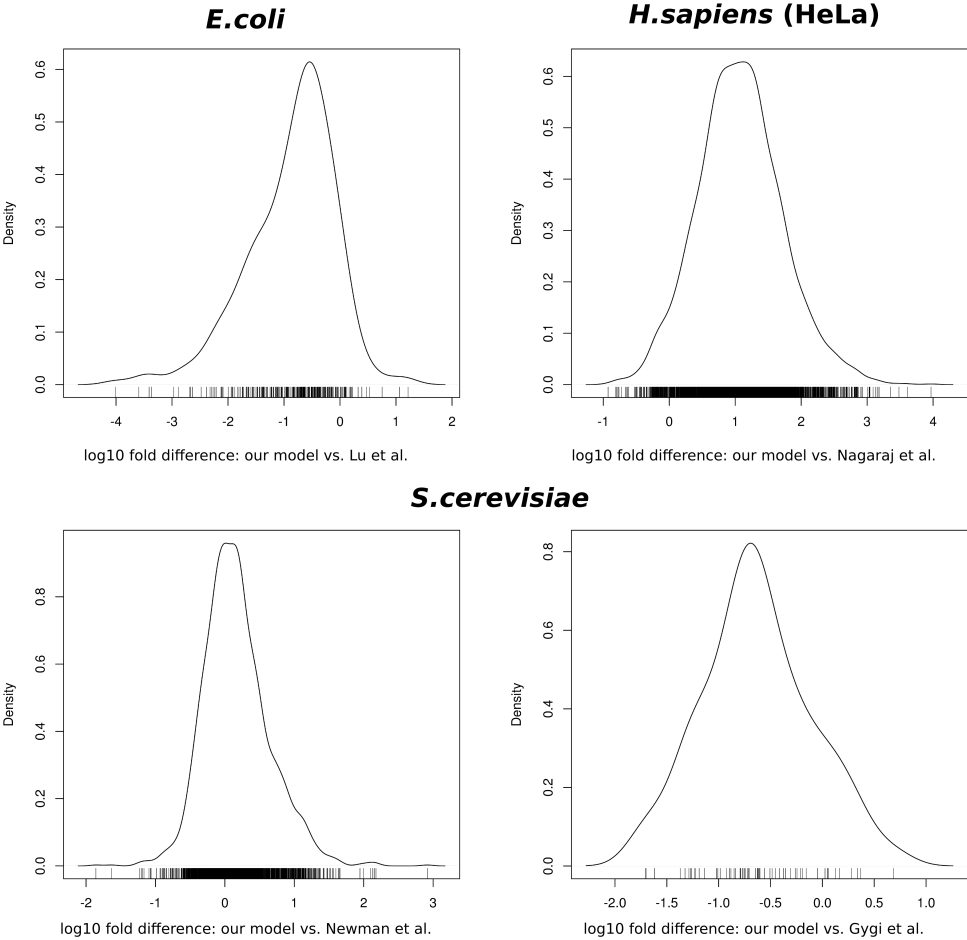 E.coli
H.sapiens (HeLa)
Density
0.0 0.1 0.2 0.3 0.4 0.5 0.6
-4 -3 -2 -1 0 1 2
log10 fold difference: our model vs. Lu et al.
Density
0.0 0.1 0.2 0.3 0.4 0.5 0.6
-1 0 1 2 3 4
log10 fold difference: our model vs. Nagaraj et al.
S.cerevisiae
Density
0.0 0.2 0.4 0.6 0.8
-2 -1 0 1 2 3
log10 fold difference: our model vs. Newman et al.
Density
0.0 0.2 0.4 0.6 0.8
-2.0 -1.5 -1.0 -0.5 0.0 0.5 1.0
log10 fold difference: our model vs. Gygi et al.